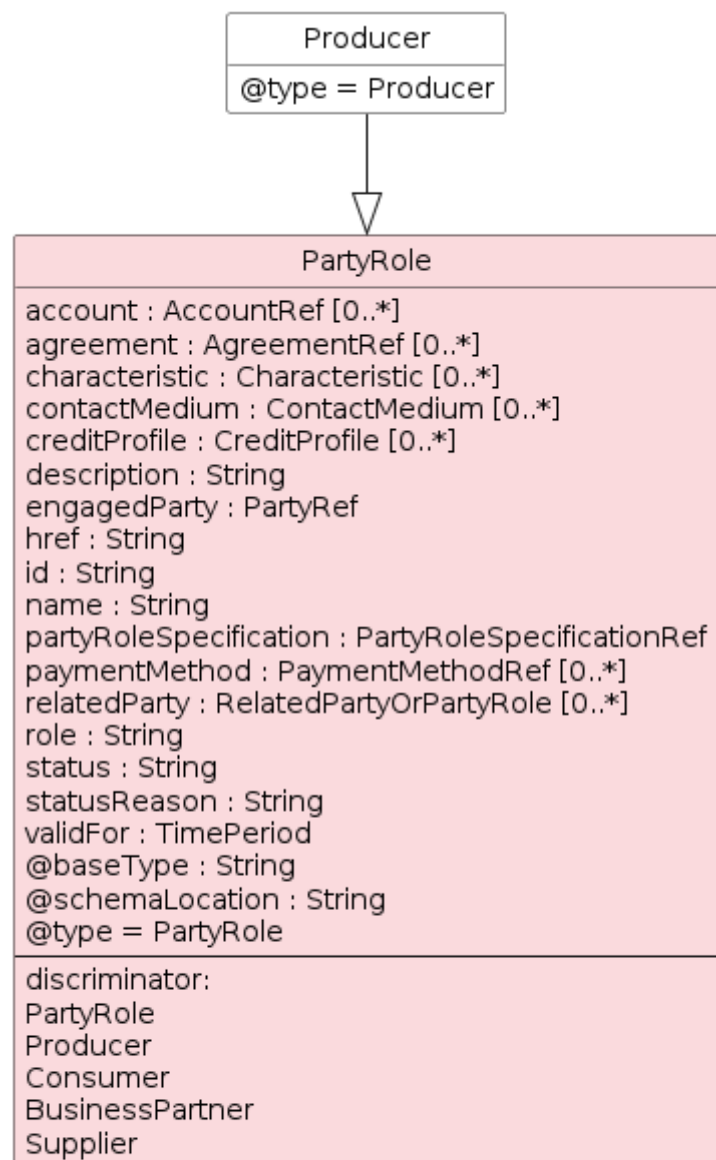 Producer
@type = Producer
PartyRole
account : AccountRef [0..*]
agreement : AgreementRef [0..*]
characteristic : Characteristic [0..*]
contactMedium : ContactMedium [0..*]
creditProfile : CreditProfile [0..*]
description : String
engagedParty : PartyRef
href : String
id : String
name : String
partyRoleSpecification : PartyRoleSpecificationRef
paymentMethod : PaymentMethodRef [0..*]
relatedParty : RelatedPartyOrPartyRole [0..*]
role : String
status : String
statusReason : String
validFor : TimePeriod
@baseType : String
@schemaLocation : String
@type = PartyRole
discriminator:
PartyRole
Producer
Consumer
BusinessPartner
Supplier